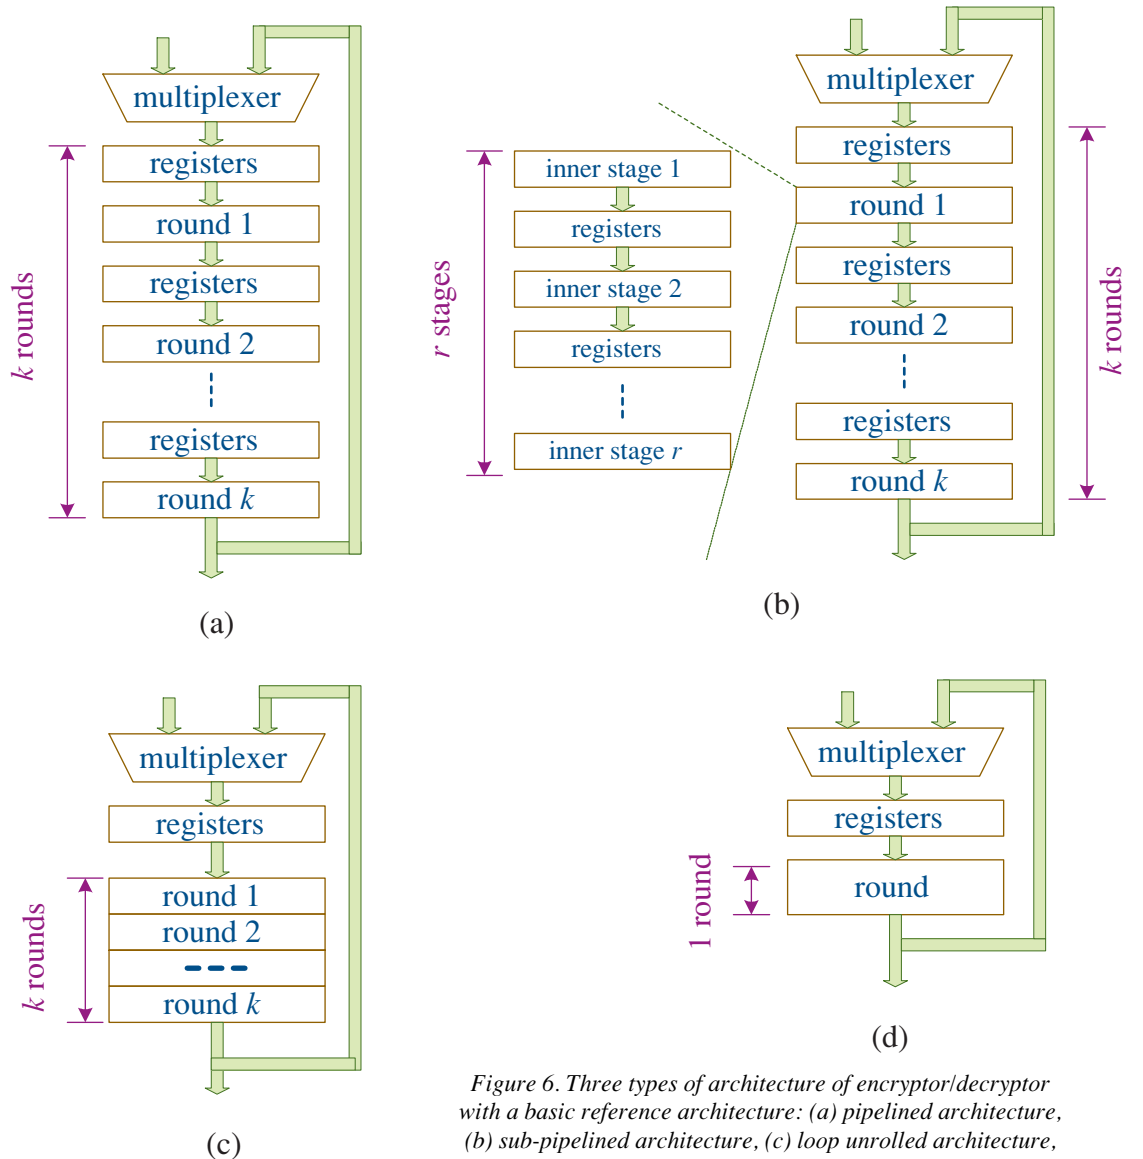 multiplexer
registers
round 1
registers
round 2
registers
round k
k rounds
(a)
inner stage 1
registers
inner stage 2
registers
inner stage r
r stages
multiplexer
registers
round 1
registers
round 2
registers
round k
k rounds
(b)
multiplexer
registers
round 1
round 2
round k
k rounds
(c)
multiplexer
registers
round
1 round
(d)
Figure 6. Three types of architecture of encryptor/decryptor
with a basic reference architecture: (a) pipelined architecture,
(b) sub-pipelined architecture, (c) loop unrolled architecture,